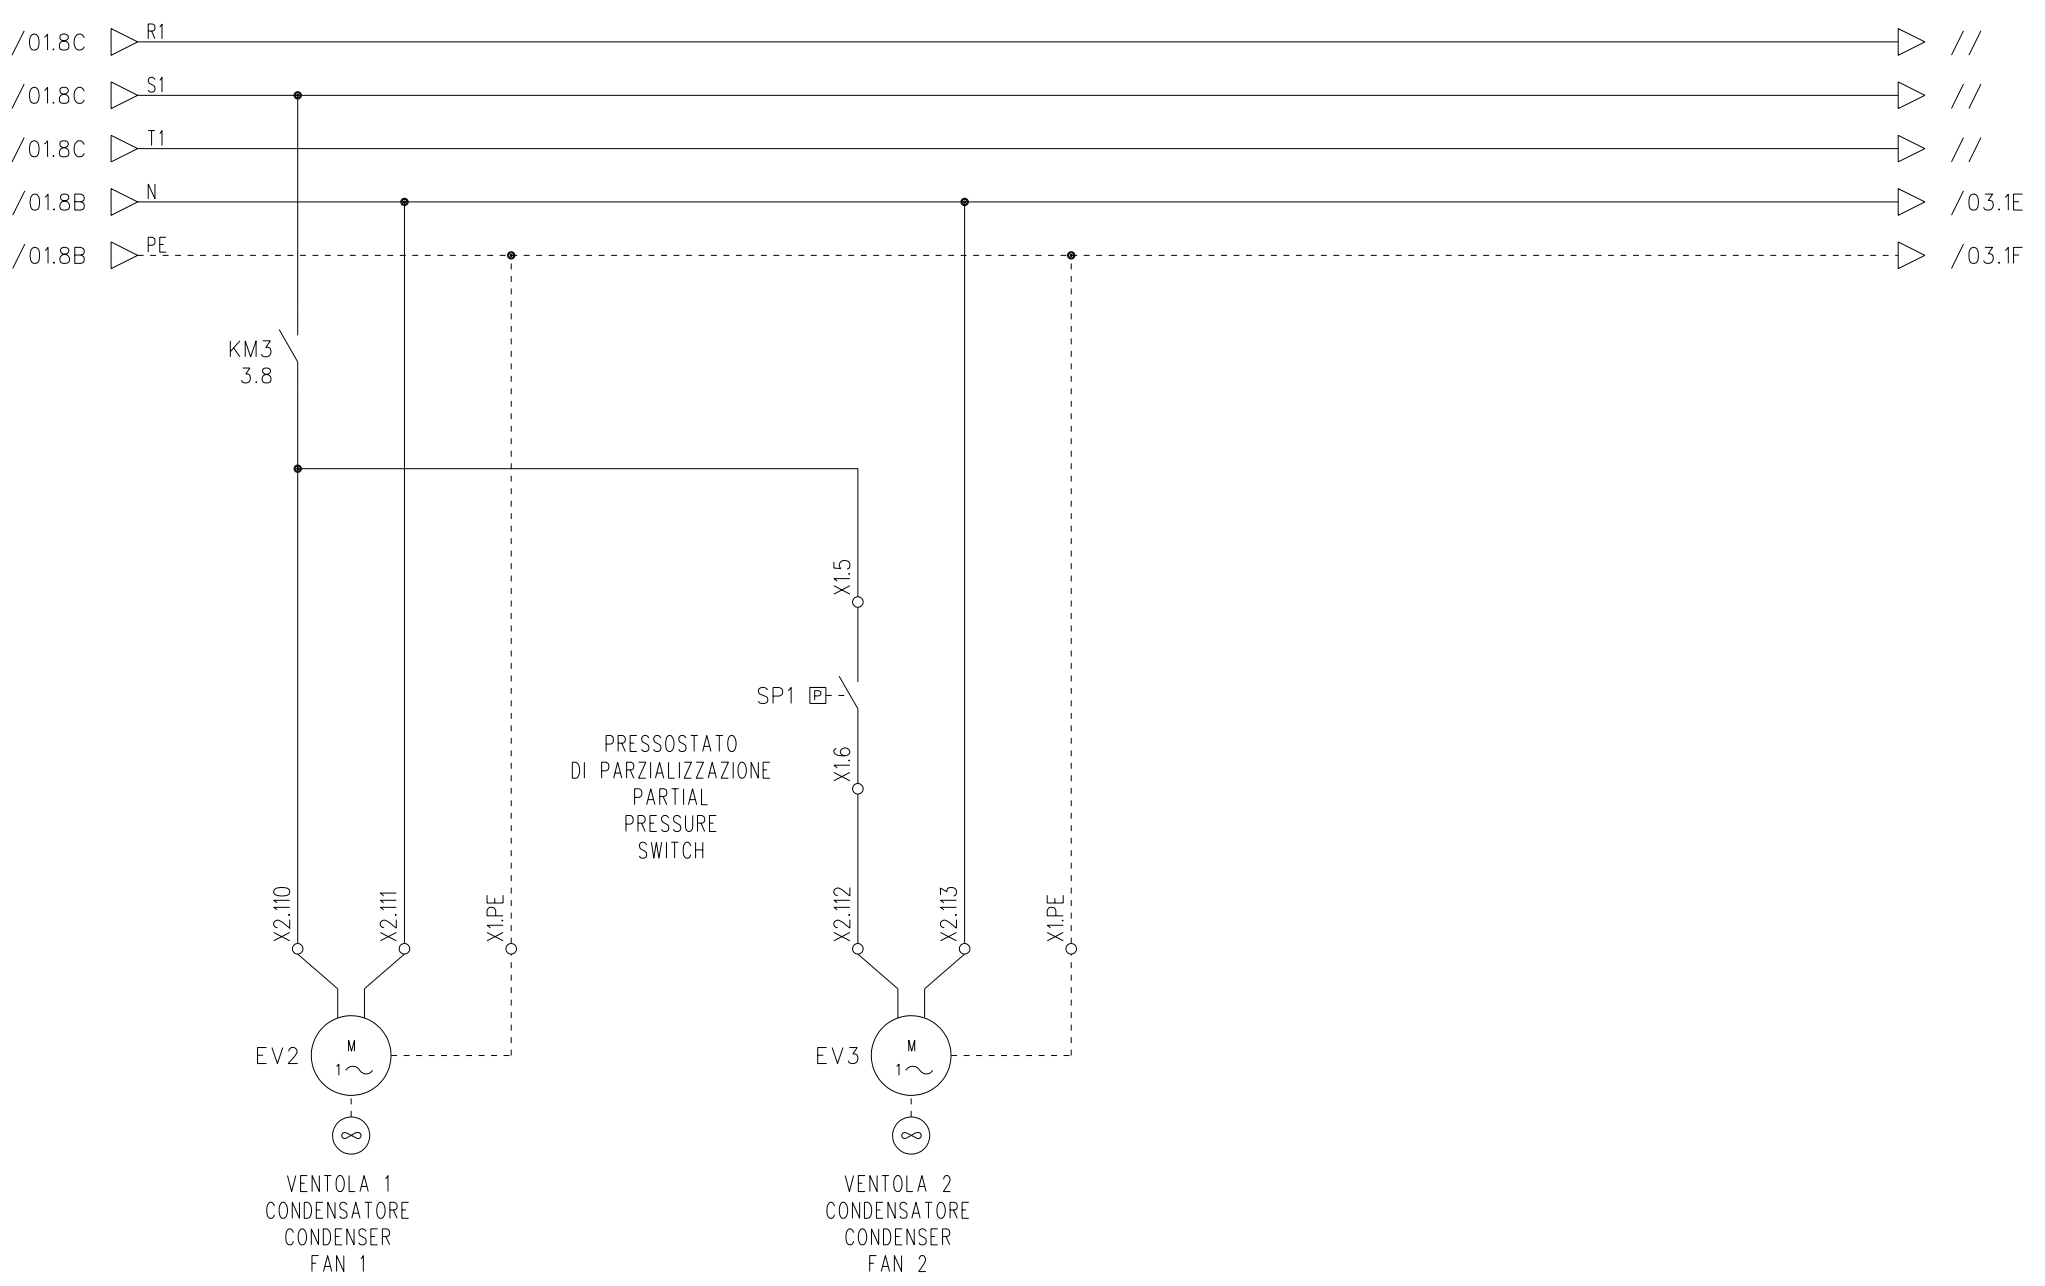 /01.8C R1 //
/01.8C S1 //
/01.8C T1 //
/01.8B N /03.1E
/01.8B PE /03.1F
KM3
3.8
X1.5
SP1 P
X1.6
PRESSOSTATO
DI PARZIALIZZAZIONE
PARTIAL
PRESSURE
SWITCH
X2.110
X2.111
X1.PE
X2.112
X2.113
X1.PE
EV2
M
1~
EV3
M
1~
VENTOLA 1
CONDENSATORE
CONDENSER
FAN 1
VENTOLA 2
CONDENSATORE
CONDENSER
FAN 2